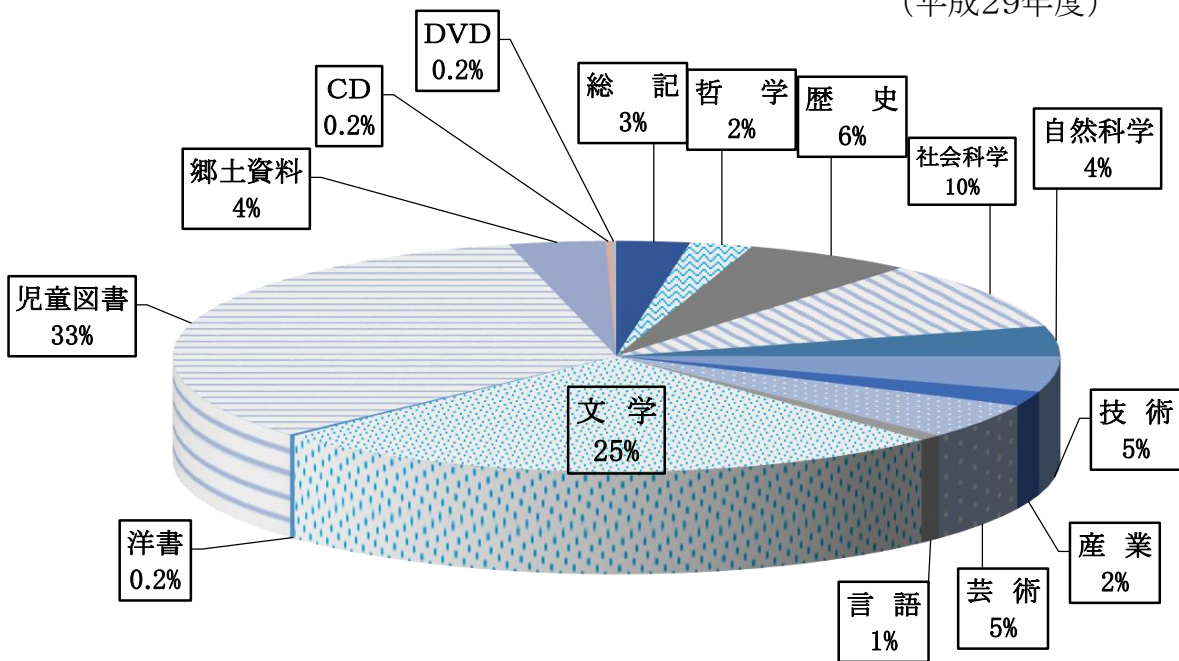 （平成29年度）
DVD
0.2%
CD
0.2%
総記
3%
哲学
2%
歴史
6%
社会科学
10%
自然科学
4%
郷土資料
4%
児童図書
33%
文学
25%
技術
5%
洋書
0.2%
産業
2%
芸術
5%
言語
1%